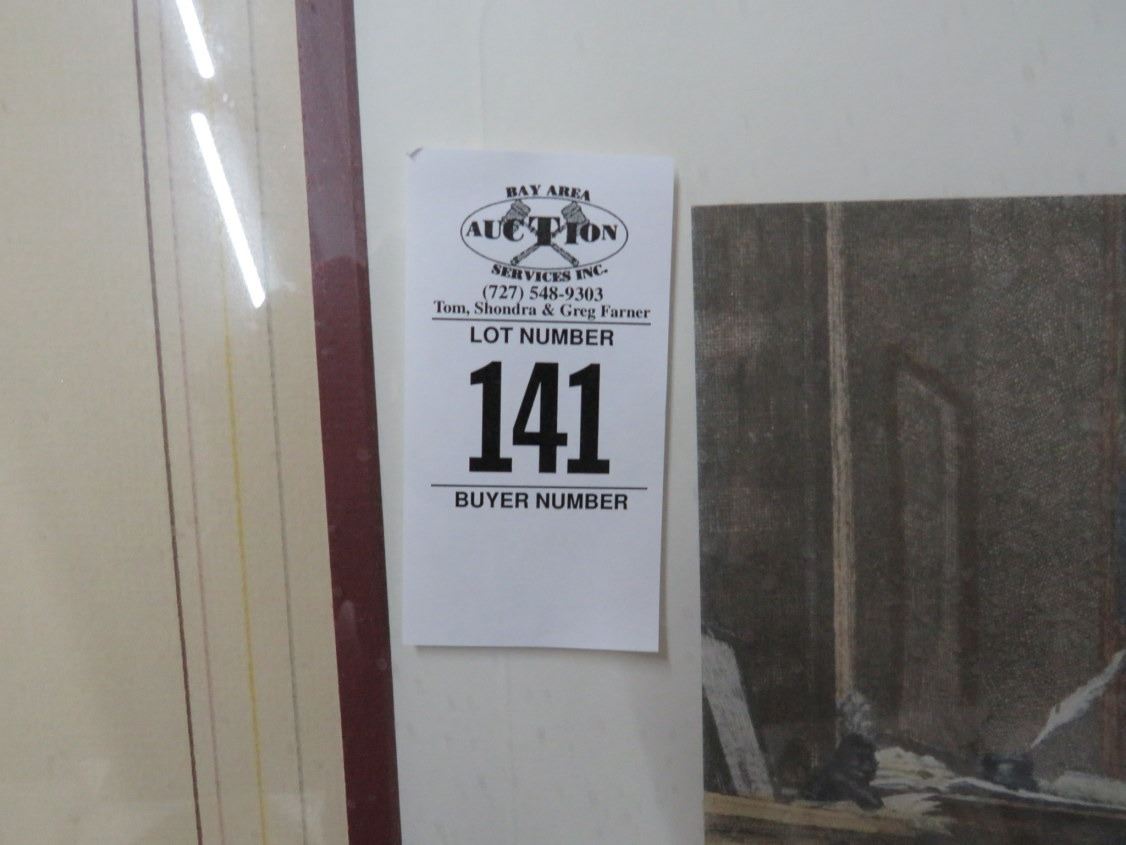 BAY AREA
AUCTION
SERVICES INC.
(727) 548-9303
Tom, Shondra & Greg Farner
LOT NUMBER
141
BUYER NUMBER